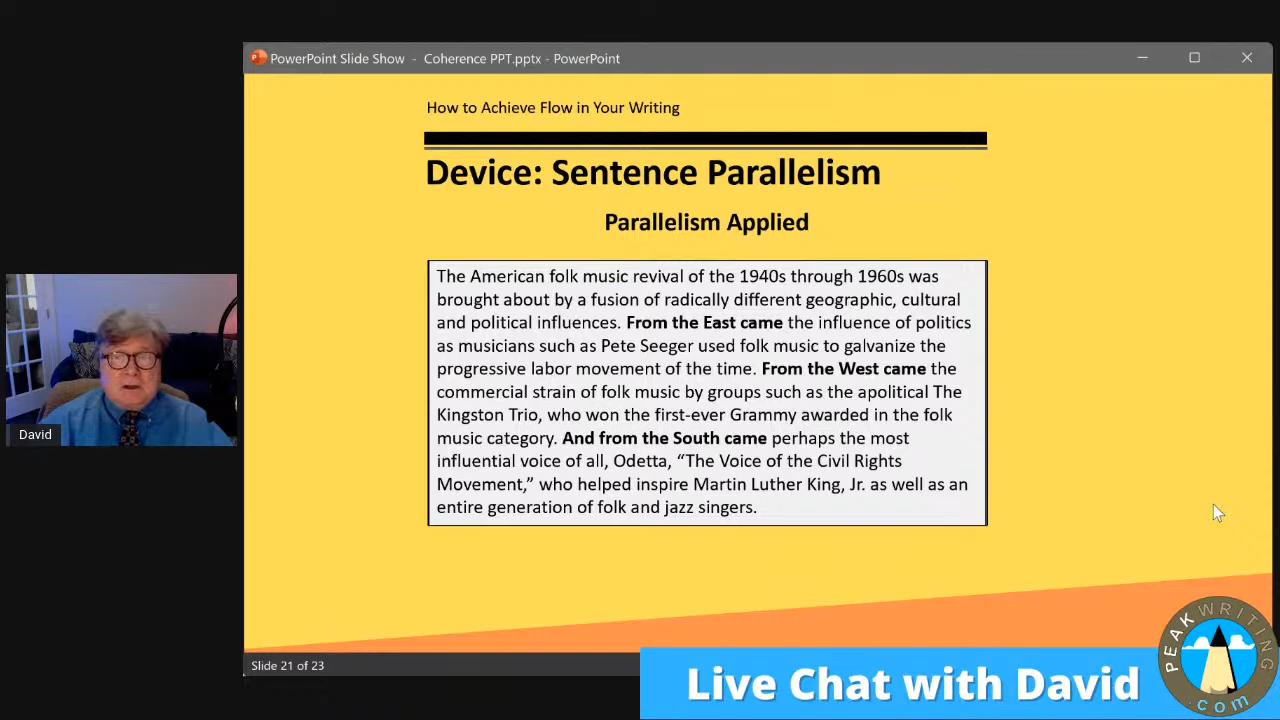 PowerPoint Slide Show - Coherence PPT.pptx - PowerPoint
How to Achieve Flow in Your Writing
Device: Sentence Parallelism
Parallelism Applied
The American folk music revival of the 1940s through 1960s was
brought about by a fusion of radically different geographic, cultural
and political influences. From the East came the influence of politics
as musicians such as Pete Seeger used folk music to galvanize the
progressive labor movement of the time. From the West came the
commercial strain of folk music by groups such as the apolitical The
Kingston Trio, who won the first-ever Grammy awarded in the folk
music category. And from the South came perhaps the most
influential voice of all, Odetta, “The Voice of the Civil Rights
Movement,” who helped inspire Martin Luther King, Jr. as well as an
entire generation of folk and jazz singers.
David
Slide 21 of 23
Live Chat with David
PEAKWRITING
.com